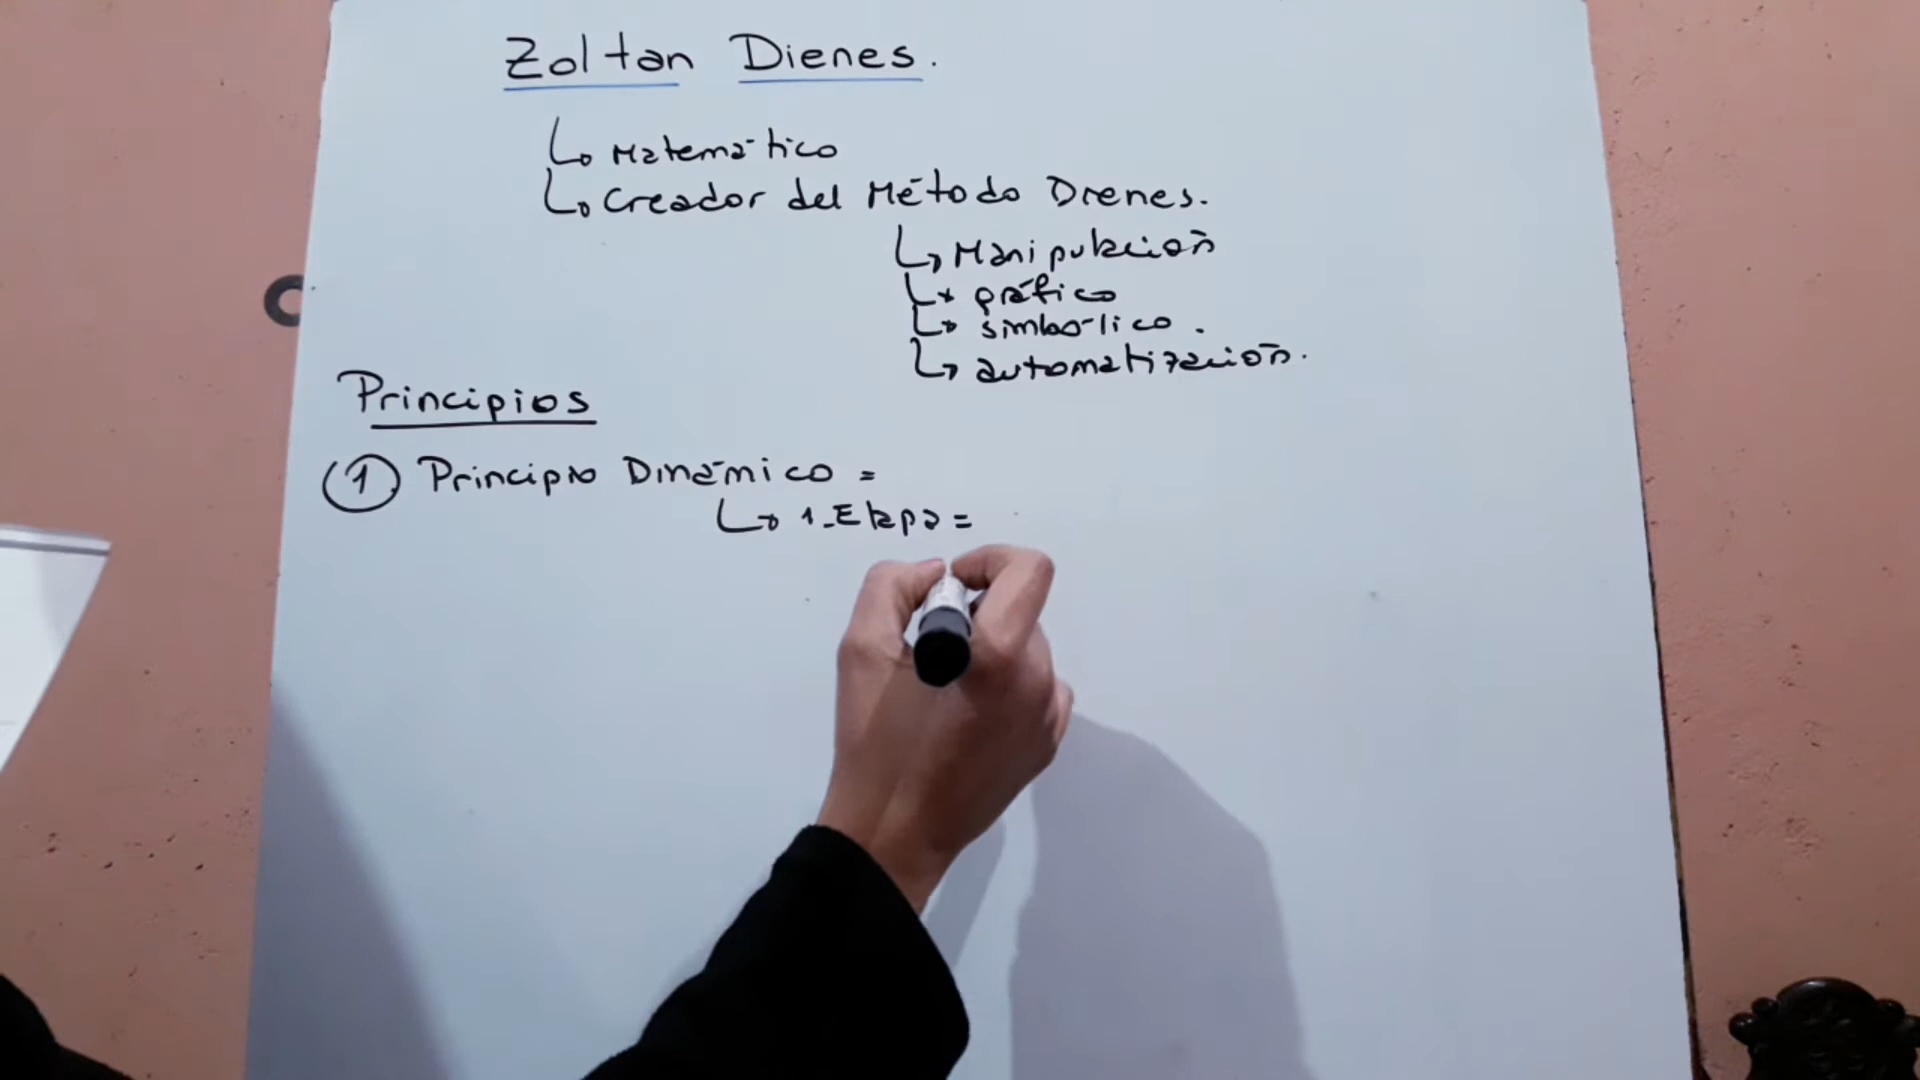 Zoltan Dienes.
Matemático
Creador del Método Dienes.
Manipulación
gráfico
simbólico.
automatización.
Principios
1 Principio Dinámico =
1-Etapa =